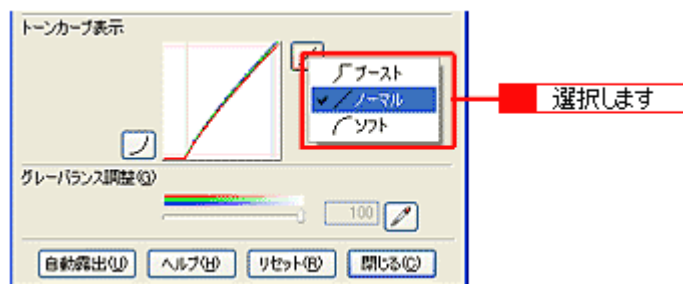 トーンカーブ表示
ブースト
ノーマル
ソフト
選択します
グレーバランス調整(G)
100
自動露出(U) ヘルプ(H) リセット(R) 閉じる(C)